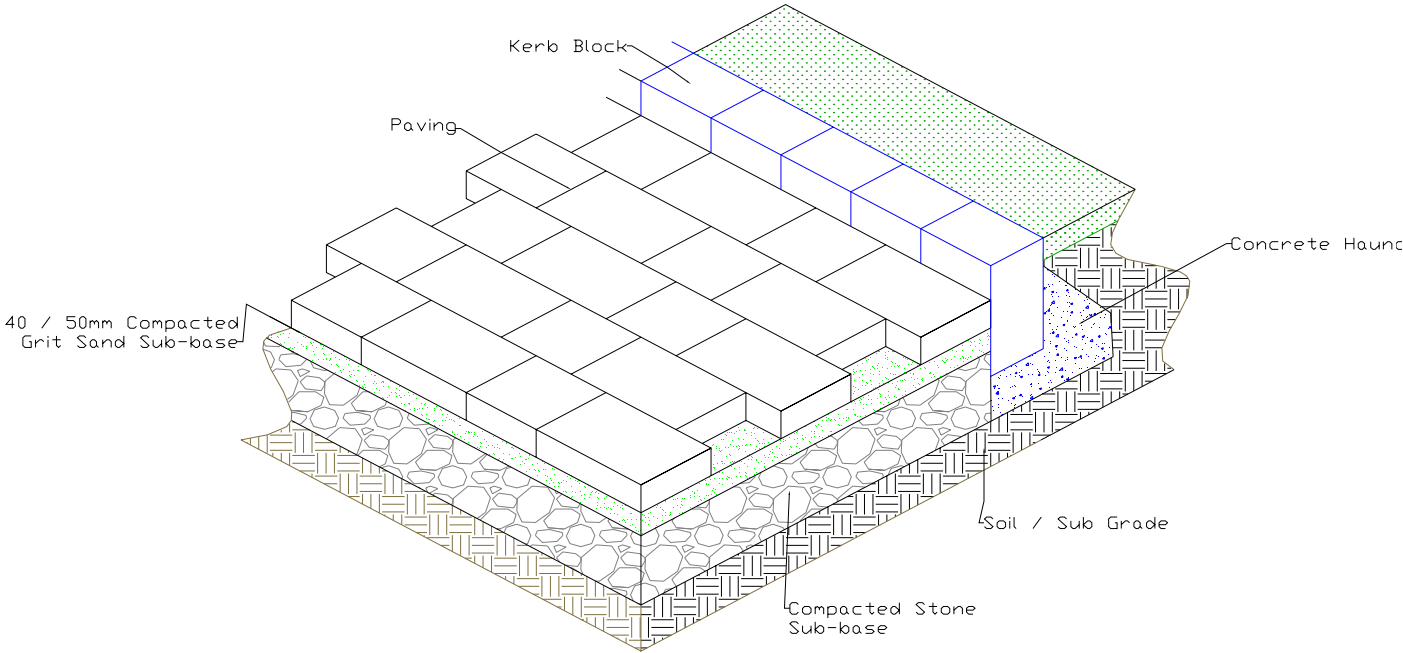 Kerb Block
Paving
Concrete Haunc
40 / 50mm Compacted
Grit Sand Sub-base
Soil / Sub Grade
Compacted Stone
Sub-base